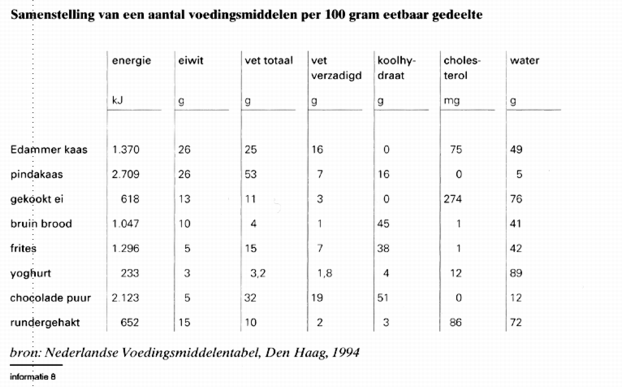 Samenstelling van een aantal voedingsmiddelen per 100 gram eetbaar gedeelte
energie eiwit vet totaal vet koolhy- choles- water
verzadigd draat terol
kJ g g g g mg g
Edammer kaas 1.370 26 25 16 0 75 49
pindakaas 2.709 26 53 7 16 0 5
gekookt ei 618 13 11 3 0 274 76
bruin brood 1.047 10 4 1 45 1 41
frites 1.296 5 15 7 38 1 42
yoghurt 233 3 3,2 1,8 4 12 89
chocolade puur 2.123 5 32 19 51 0 12
rundergehakt 652 15 10 2 3 86 72
bron: Nederlandse Voedingsmiddelentabel, Den Haag, 1994
informatie 8